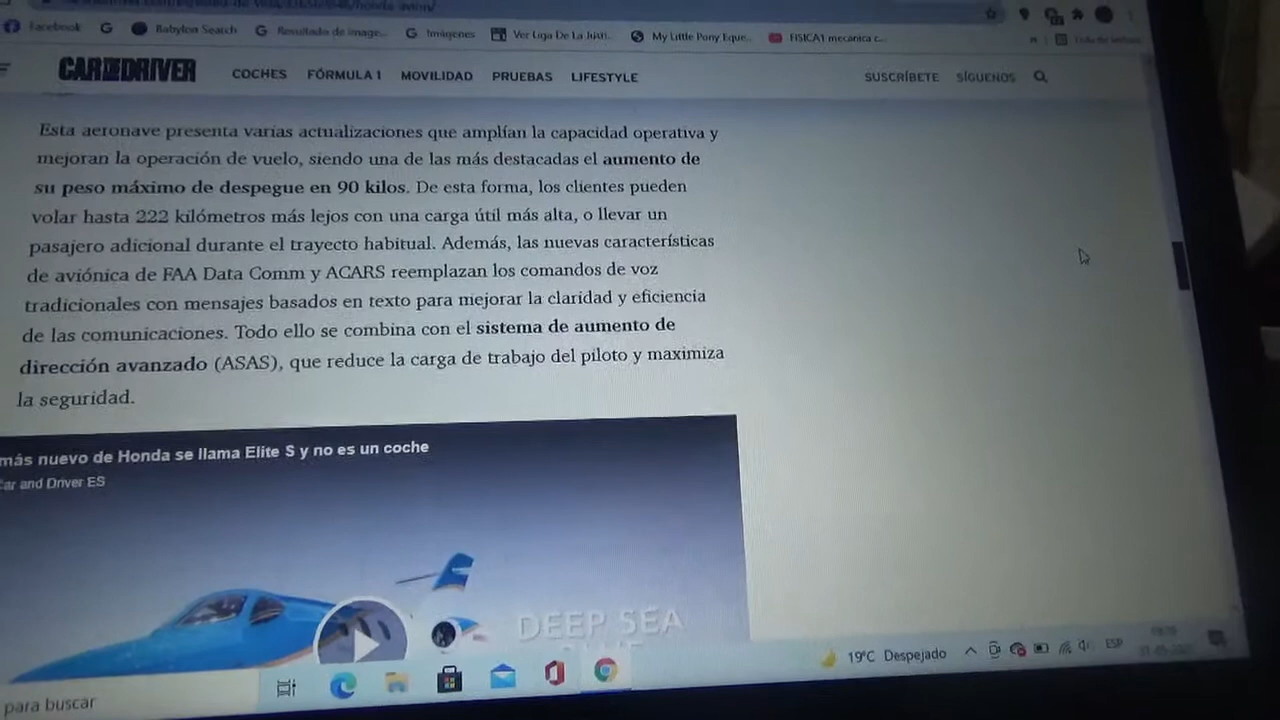 Facebook G Babylon Search G Resultado de image... G Imágenes Ver Liga De La Justi... My Little Pony Eque... FISICA1 mecanica c...
CAR AND DRIVER COCHES FÓRMULA 1 MOVILIDAD PRUEBAS LIFESTYLE SUSCRÍBETE SÍGUENOS
Esta aeronave presenta varias actualizaciones que amplían la capacidad operativa y
mejoran la operación de vuelo, siendo una de las más destacadas el aumento de
su peso máximo de despegue en 90 kilos. De esta forma, los clientes pueden
volar hasta 222 kilómetros más lejos con una carga útil más alta, o llevar un
pasajero adicional durante el trayecto habitual. Además, las nuevas características
de aviónica de FAA Data Comm y ACARS reemplazan los comandos de voz
tradicionales con mensajes basados en texto para mejorar la claridad y eficiencia
de las comunicaciones. Todo ello se combina con el sistema de aumento de
dirección avanzado (ASAS), que reduce la carga de trabajo del piloto y maximiza
la seguridad.
más nuevo de Honda se llama Elite S y no es un coche
Car and Driver ES
DEEP SEA
19°C Despejado ESP
para buscar